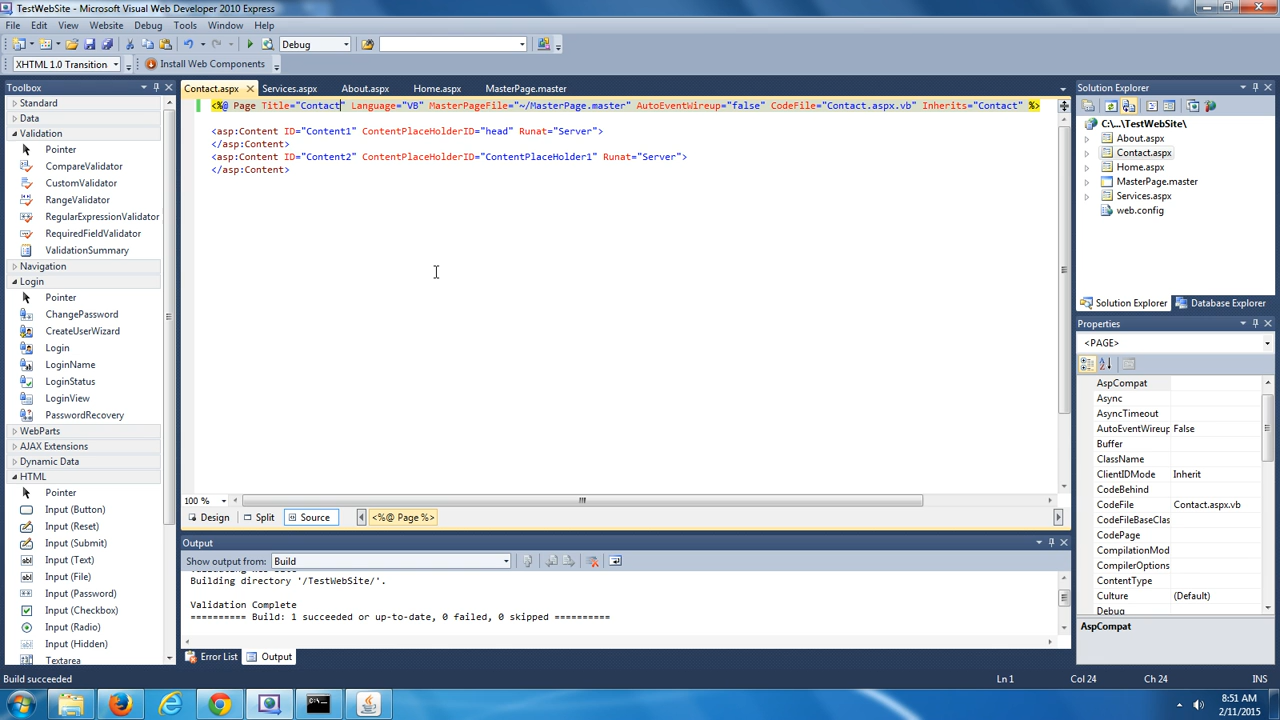 TestWebSite - Microsoft Visual Web Developer 2010 Express
File Edit View Website Debug Tools Window Help
Debug
XHTML 1.0 Transition Install Web Components
Toolbox
Standard
Data
Validation
Pointer
CompareValidator
CustomValidator
RangeValidator
RegularExpressionValidator
RequiredFieldValidator
ValidationSummary
Navigation
Login
Pointer
ChangePassword
CreateUserWizard
Login
LoginName
LoginStatus
LoginView
PasswordRecovery
WebParts
AJAX Extensions
Dynamic Data
HTML
Pointer
Input (Button)
Input (Reset)
Input (Submit)
Input (Text)
Input (File)
Input (Password)
Input (Checkbox)
Input (Radio)
Input (Hidden)
Textarea
Contact.aspx Services.aspx About.aspx Home.aspx MasterPage.master
<%@ Page Title="Contact" Language="VB" MasterPageFile="~/MasterPage.master" AutoEventWireup="false" CodeFile="Contact.aspx.vb" Inherits="Contact" %>
<asp:Content ID="Content1" ContentPlaceHolderID="head" Runat="Server">
</asp:Content>
<asp:Content ID="Content2" ContentPlaceHolderID="ContentPlaceHolder1" Runat="Server">
</asp:Content>
100 %
Design Split Source <%@ Page %>
Output
Show output from: Build
Building directory '/TestWebSite/'.
Validation Complete
========== Build: 1 succeeded or up-to-date, 0 failed, 0 skipped ==========
Error List Output
Solution Explorer
C:\...\TestWebSite\
About.aspx
Contact.aspx
Home.aspx
MasterPage.master
Services.aspx
web.config
Solution Explorer Database Explorer
Properties
<PAGE>
AspCompat
Async
AsyncTimeout
AutoEventWireup False
Buffer
ClassName
ClientIDMode Inherit
CodeBehind
CodeFile Contact.aspx.vb
CodeFileBaseClas
CodePage
CompilationMod
CompilerOptions
ContentType
Culture (Default)
Debug
AspCompat
Build succeeded Ln 1 Col 24 Ch 24 INS
C:\...
8:51 AM
2/11/2015